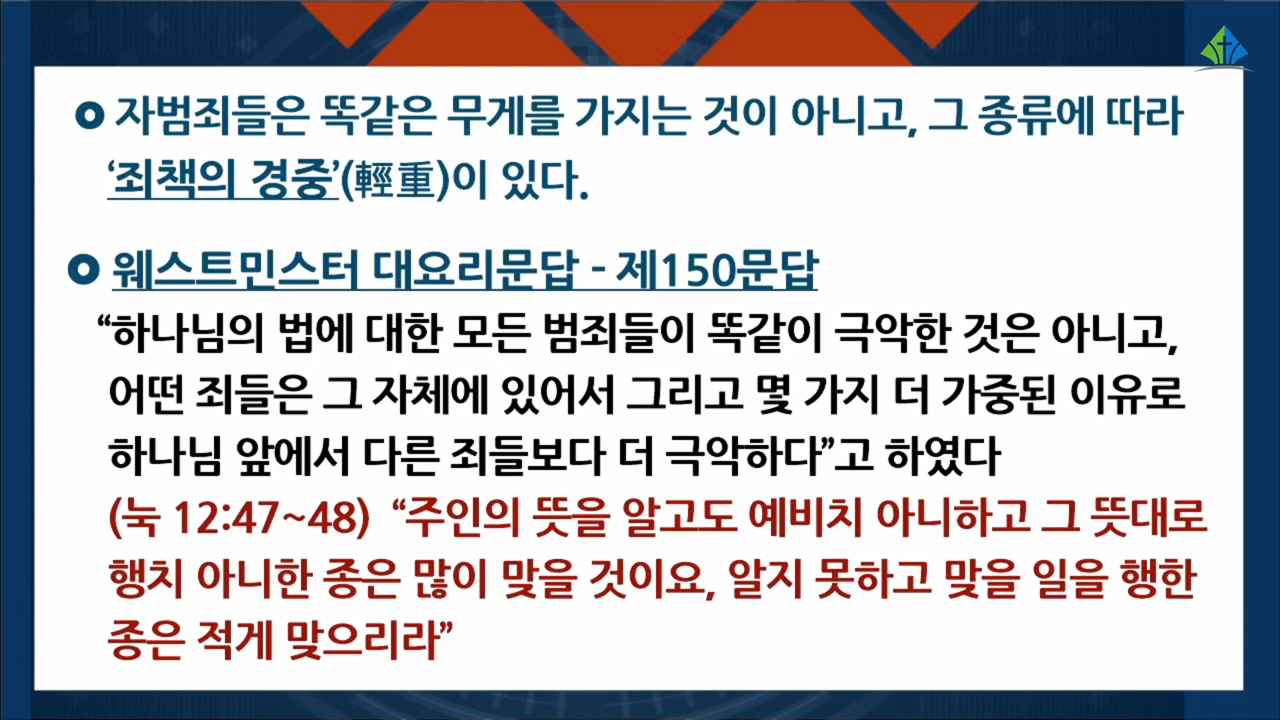 자범죄들은 똑같은 무게를 가지는 것이 아니고, 그 종류에 따라
‘죄책의 경중’(輕重)이 있다.
웨스트민스터 대요리문답 - 제150문답
“하나님의 법에 대한 모든 범죄들이 똑같이 극악한 것은 아니고,
어떤 죄들은 그 자체에 있어서 그리고 몇 가지 더 가중된 이유로
하나님 앞에서 다른 죄들보다 더 극악하다”고 하였다
(눅 12:47~48) “주인의 뜻을 알고도 예비치 아니하고 그 뜻대로
행치 아니한 종은 많이 맞을 것이요, 알지 못하고 맞을 일을 행한
종은 적게 맞으리라”